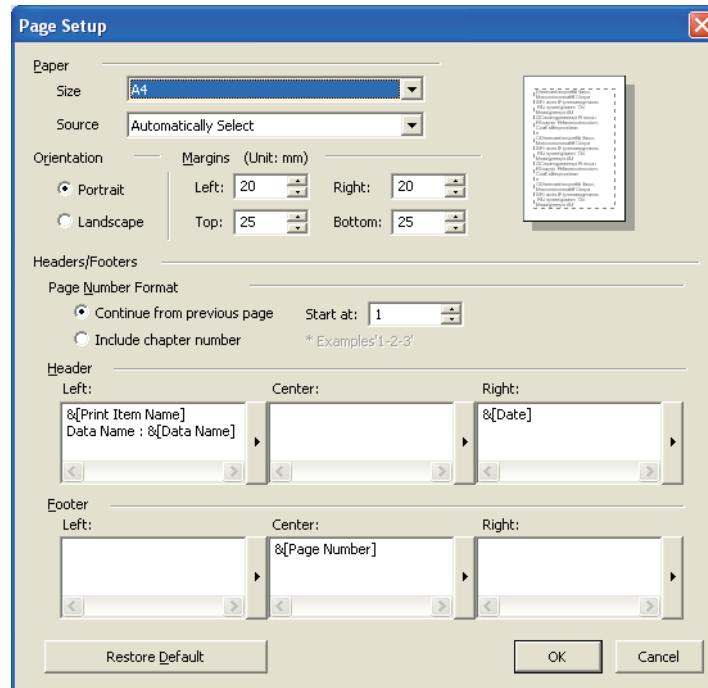 Page Setup
Paper
Size A4
Source Automatically Select
Orientation Margins (Unit: mm)
Portrait Left: 20 Right: 20
Landscape Top: 25 Bottom: 25
Headers/Footers
Page Number Format
Continue from previous page Start at: 1
Include chapter number * Examples'1-2-3'
Header
Left: Center: Right:
&[Print Item Name] &[Date]
Data Name : &[Data Name]
Footer
Left: Center: Right:
&[Page Number]
Restore Default OK Cancel